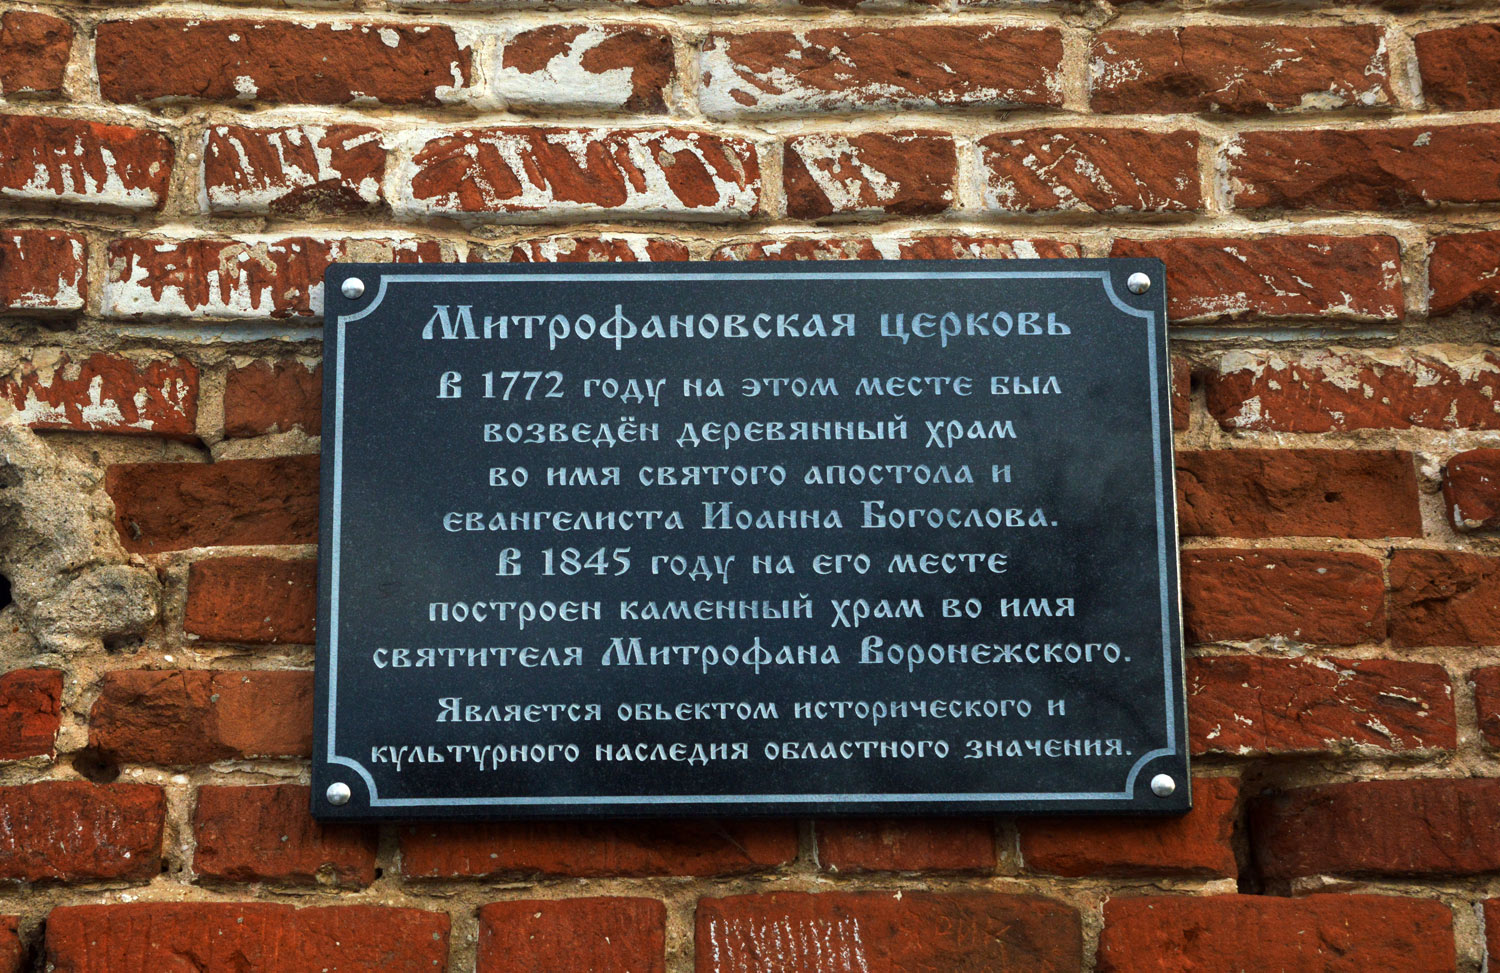 Митрофановская церковь
В 1772 году на этом месте был
возведён деревянный храм
во имя святого апостола и
евангелиста Иоанна Богослова.
В 1845 году на его месте
построен каменный храм во имя
святителя Митрофана Воронежского.
Является обьектом исторического и
культурного наследия областного значения.